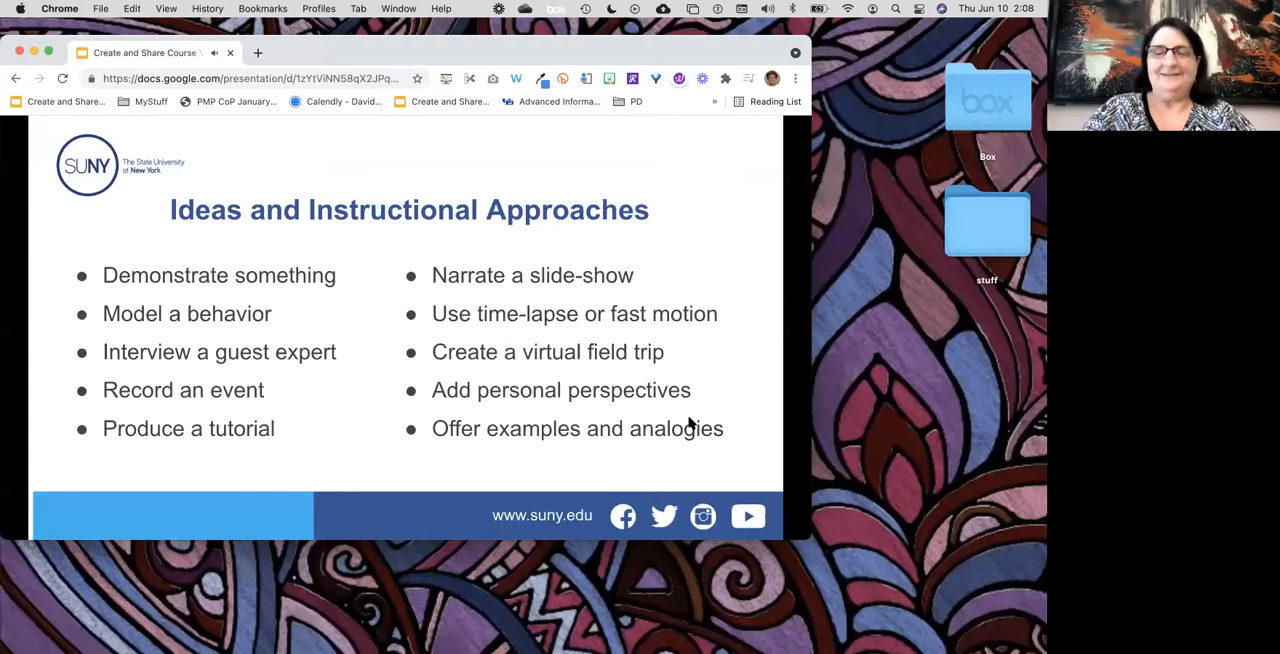 Chrome File Edit View History Bookmarks Profiles Tab Window Help box Thu Jun 10 2:08
Create and Share Course
https://docs.google.com/presentation/d/1zYtViNN58qX2JPq...
Create and Share... MyStuff PMP CoP January... Calendly - David... Create and Share... Advanced Informa... PD » Reading List
SUNY The State University
of New York
Ideas and Instructional Approaches
● Demonstrate something
● Model a behavior
● Interview a guest expert
● Record an event
● Produce a tutorial
● Narrate a slide-show
● Use time-lapse or fast motion
● Create a virtual field trip
● Add personal perspectives
● Offer examples and analogies
www.suny.edu
box
Box
stuff